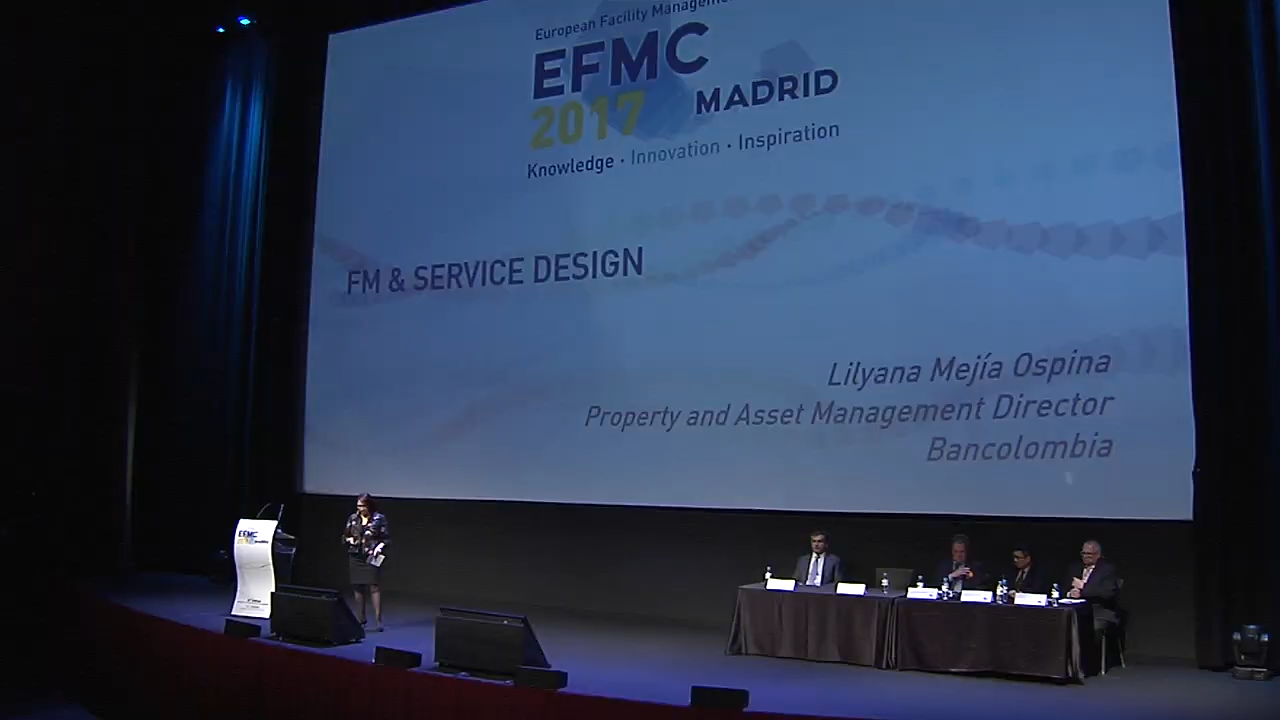 European Facility Management
EFMC
2017 MADRID
Knowledge · Innovation · Inspiration
FM & SERVICE DESIGN
Lilyana Mejía Ospina
Property and Asset Management Director
Bancolombia
EFMC